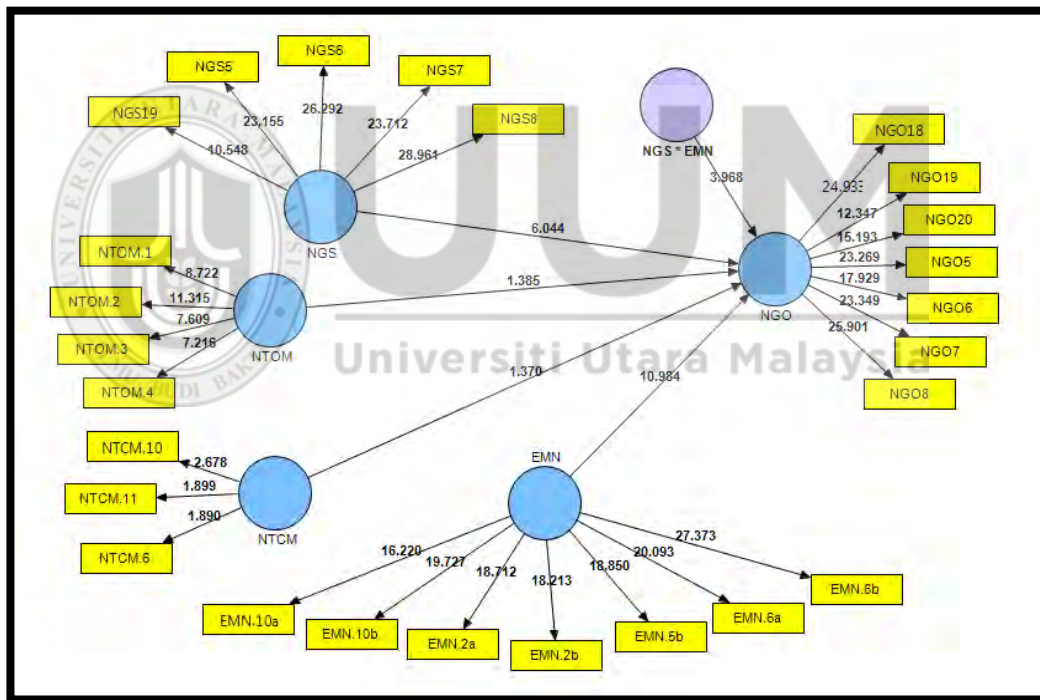 NGS6
NGS5
NGS7
NGS19
NGS8
23.155
26.292
23.712
10.548
28.961
NGS
NGS * EMN
3.968
NGO18
NGO19
NGO20
NGO5
NGO6
NGO7
NGO8
24.933
12.347
15.193
23.269
17.929
23.349
25.901
NGO
6.044
1.385
1.370
10.984
NTOM.1
NTOM.2
NTOM.3
NTOM.4
8.722
11.315
7.609
7.216
NTOM
UUM
Universiti Utara Malaysia
NTCM.10
NTCM.11
NTCM.6
2.678
1.899
1.890
NTCM
EMN
16.220
19.727
18.712
18.213
18.850
20.093
27.373
EMN.10a
EMN.10b
EMN.2a
EMN.2b
EMN.5b
EMN.6a
EMN.6b